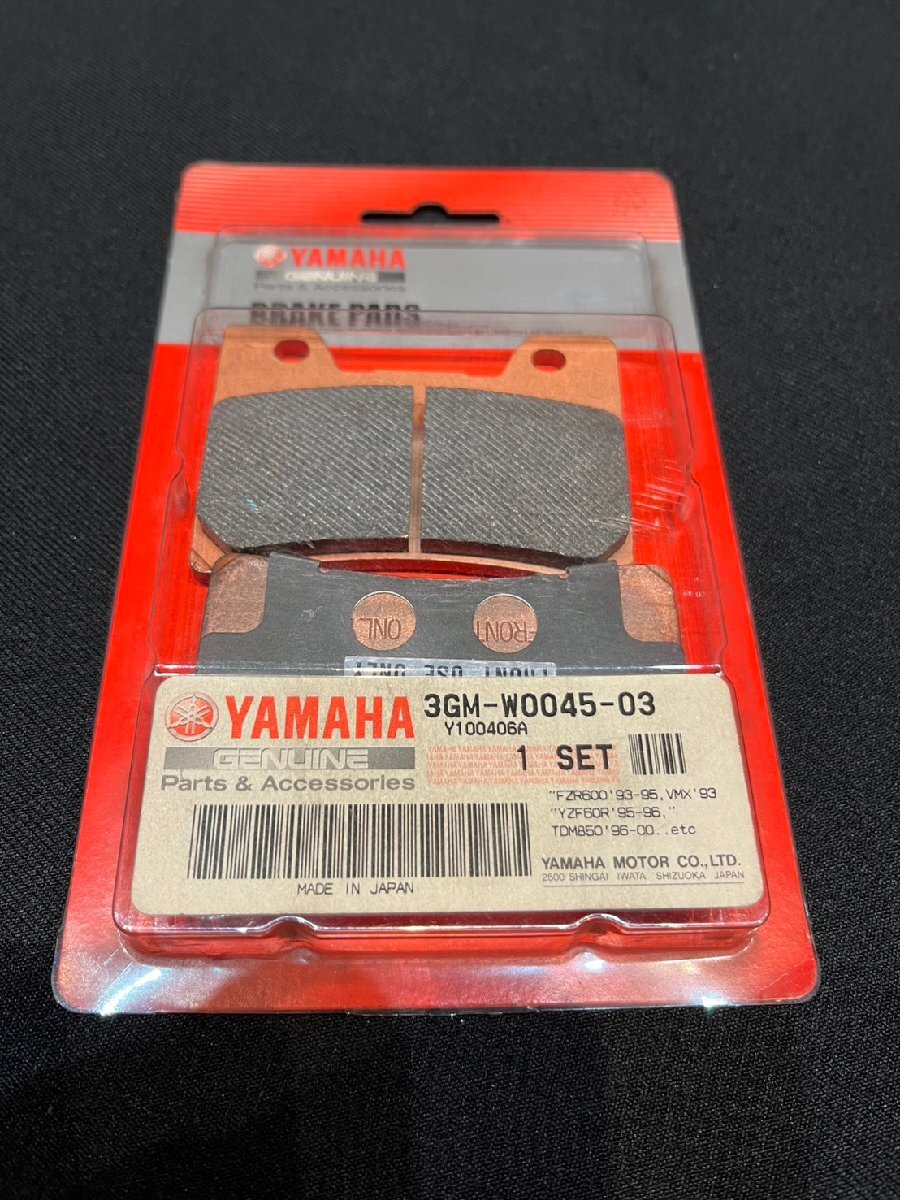 YAMAHA
GENUINE
Parts & Accessories
BRAKE PADS
ONL
FRONT
FRONT USE ONLY
YAMAHA
GENUINE
Parts & Accessories
3GM-W0045-03
Y100406A
1 SET
"FZR600'93-95,VMX'93
"YZF60R'95-96,"
TDM850'96-00..etc
YAMAHA MOTOR CO.,LTD.
2500 SHINGAI IWATA SHIZUOKA JAPAN
MADE IN JAPAN